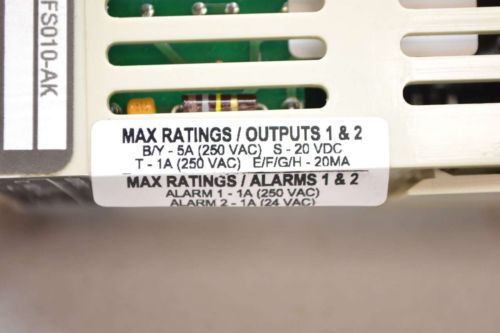 FS010-AK
MAX RATINGS / OUTPUTS 1 & 2
B/Y - 5A (250 VAC) S - 20 VDC
T - 1A (250 VAC) E/F/G/H - 20MA
MAX RATINGS / ALARMS 1 & 2
ALARM 1 - 1A (250 VAC)
ALARM 2 - 1A (24 VAC)